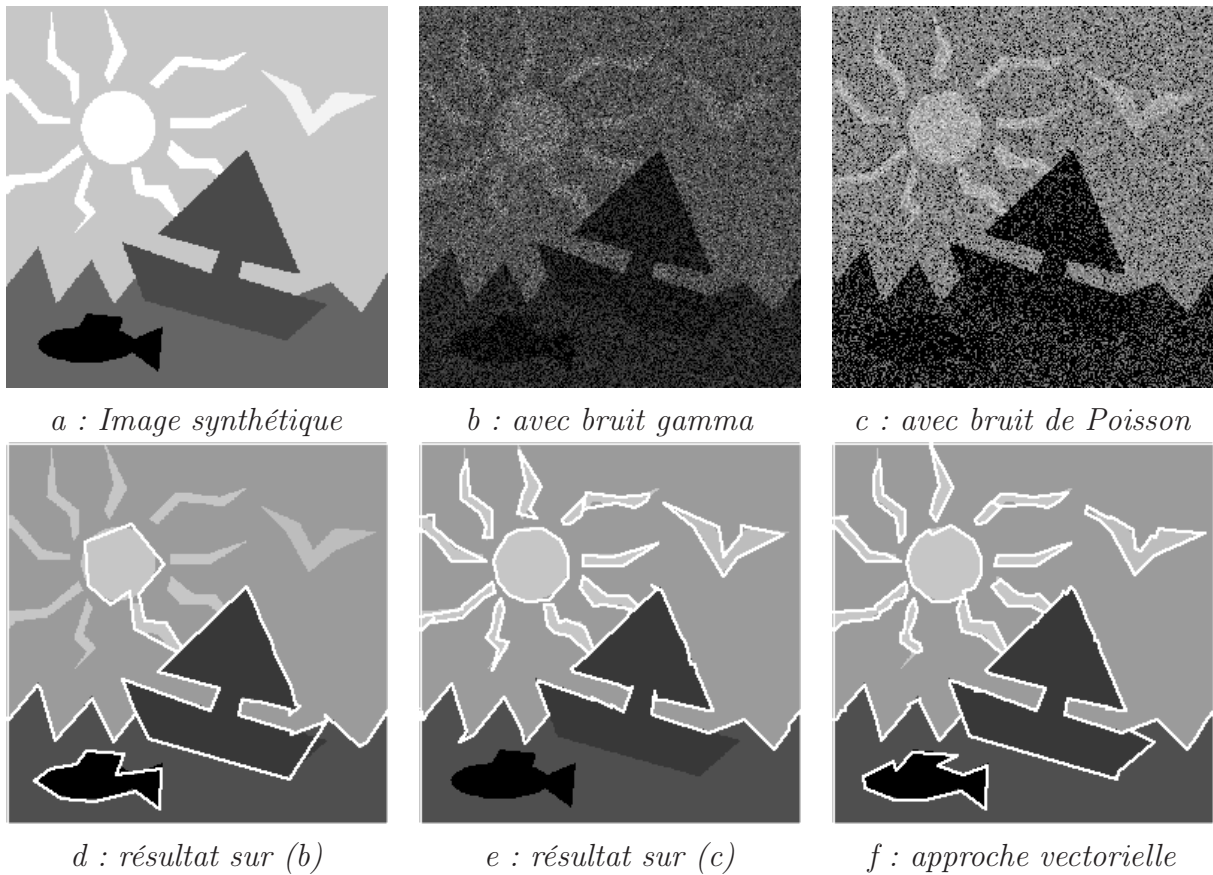 a : Image synthétique
b : avec bruit gamma
c : avec bruit de Poisson
d : résultat sur (b)
e : résultat sur (c)
f : approche vectorielle